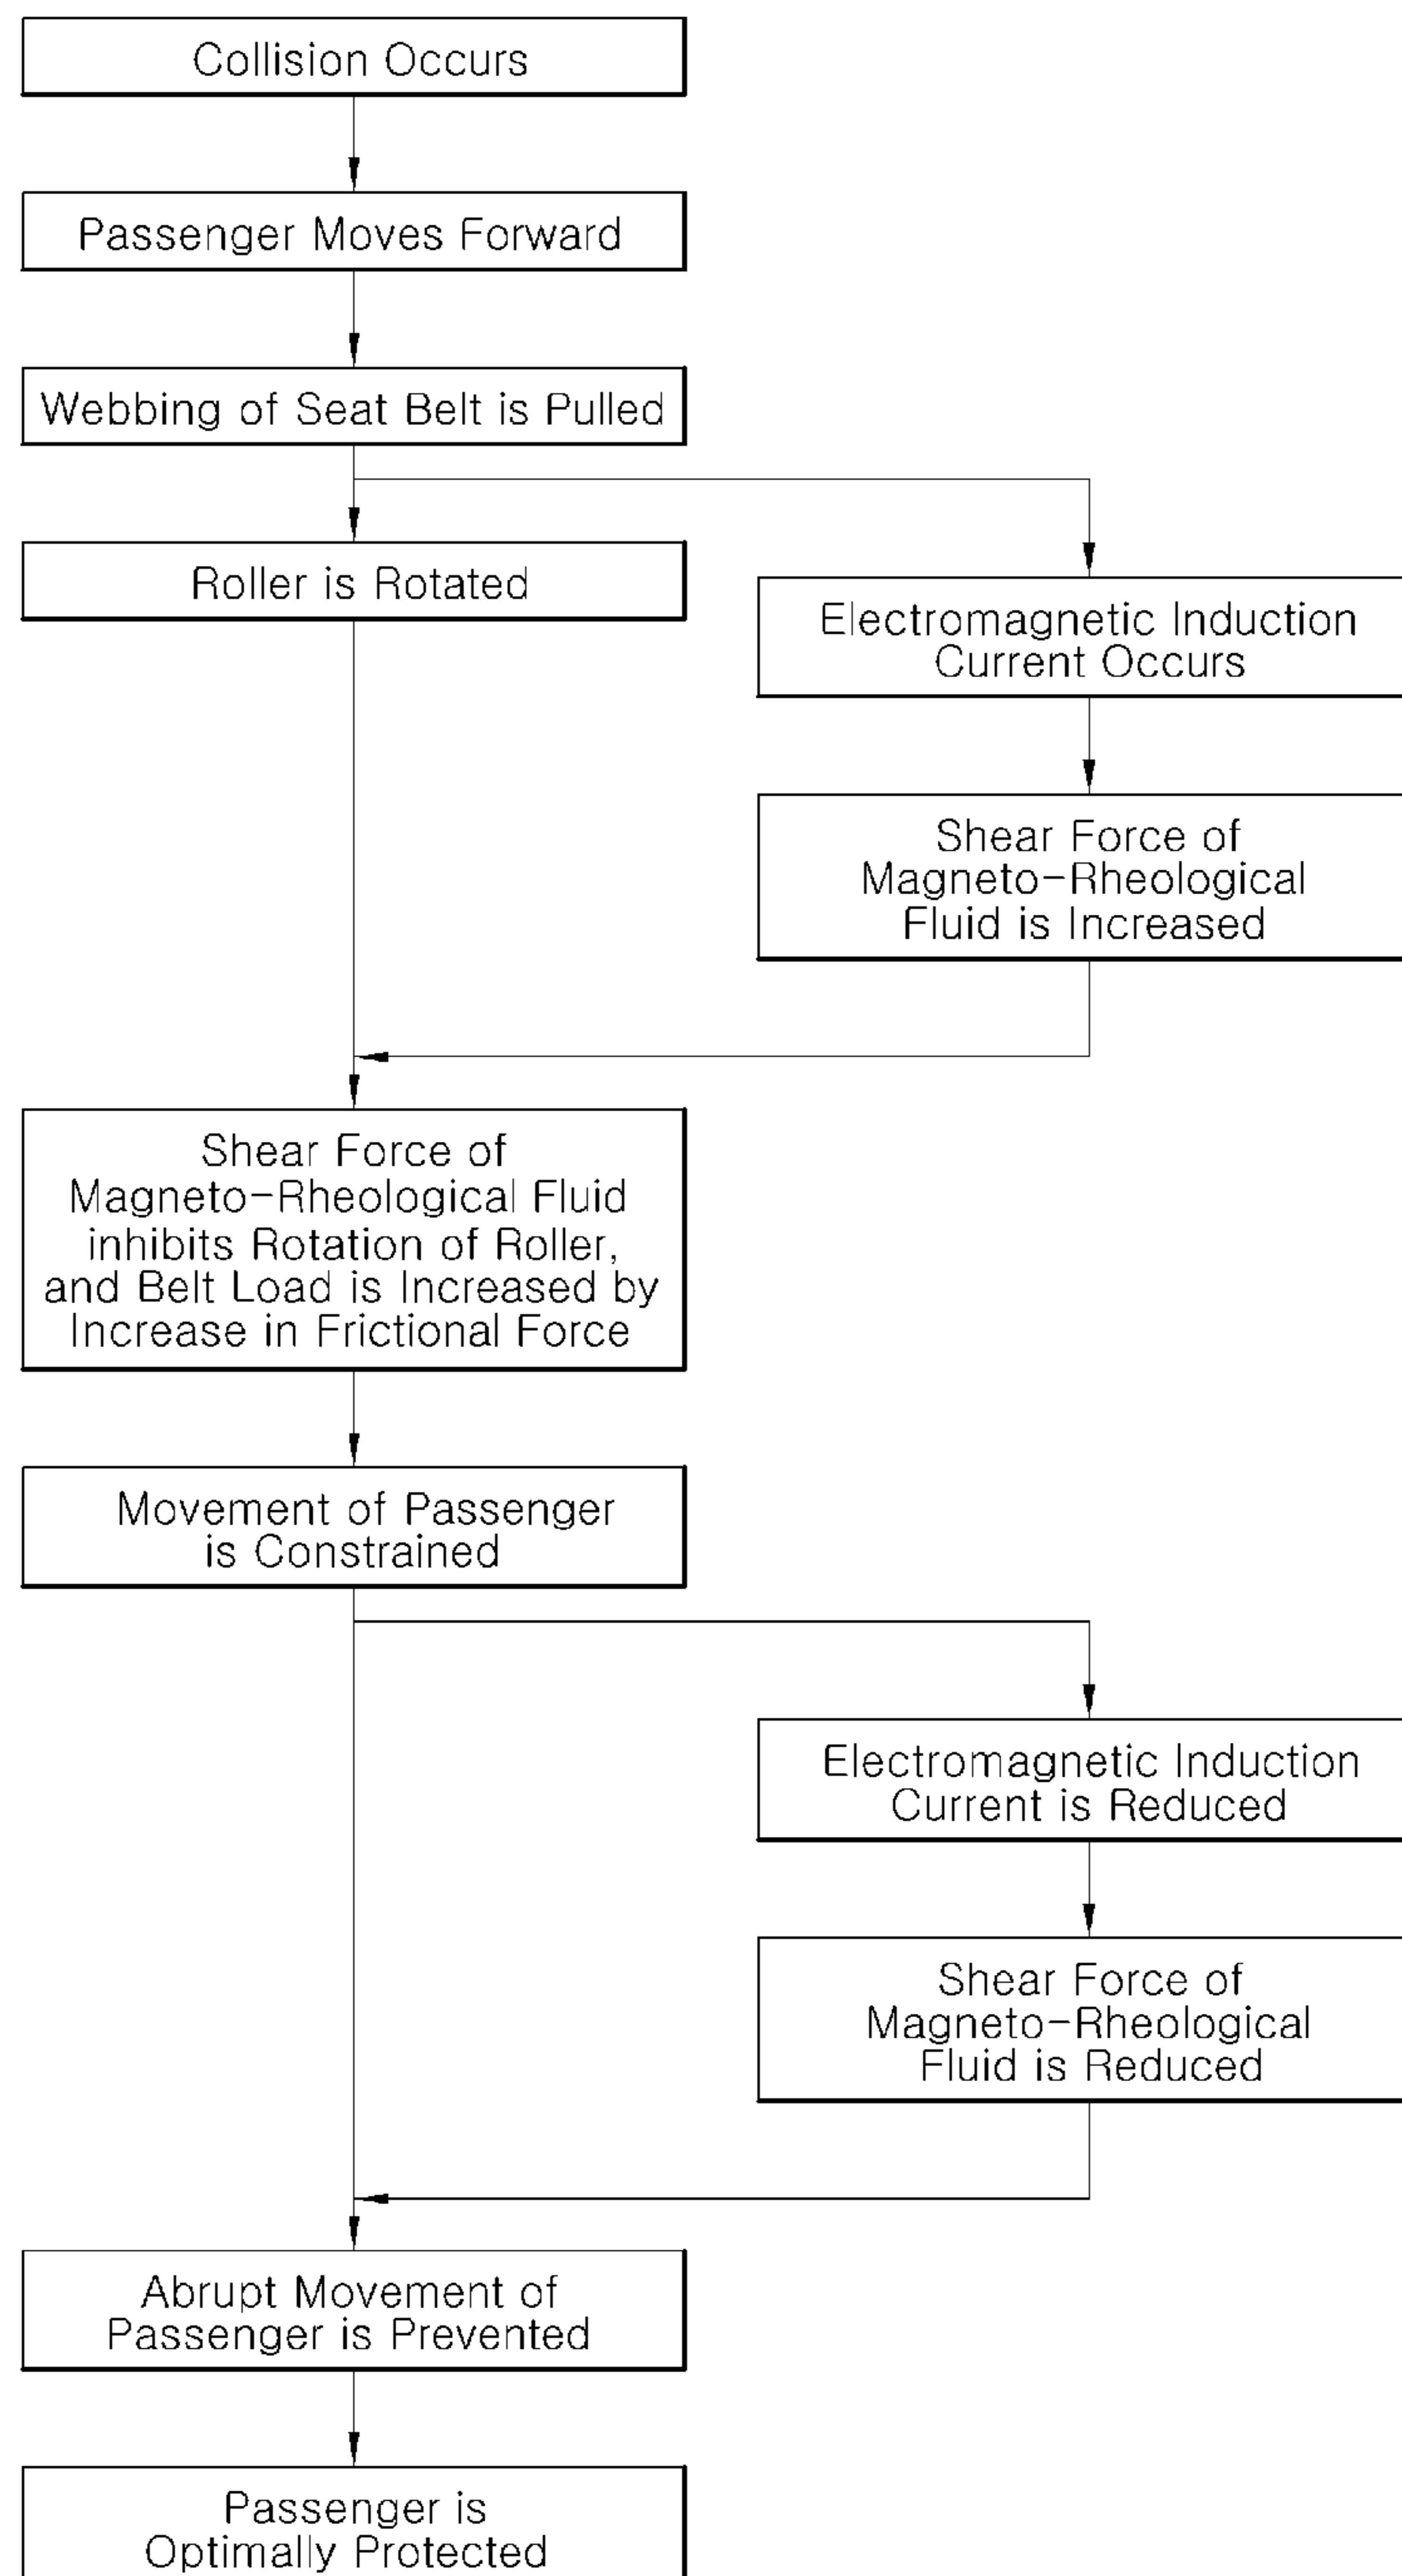 Collision Occurs
Passenger Moves Forward
Webbing of Seat Belt is Pulled
Roller is Rotated
Electromagnetic Induction
Current Occurs
Shear Force of
Magneto-Rheological
Fluid is Increased
Shear Force of
Magneto-Rheological Fluid
inhibits Rotation of Roller,
and Belt Load is Increased by
Increase in Frictional Force
Movement of Passenger
is Constrained
Electromagnetic Induction
Current is Reduced
Shear Force of
Magneto-Rheological
Fluid is Reduced
Abrupt Movement of
Passenger is Prevented
Passenger is
Optimally Protected